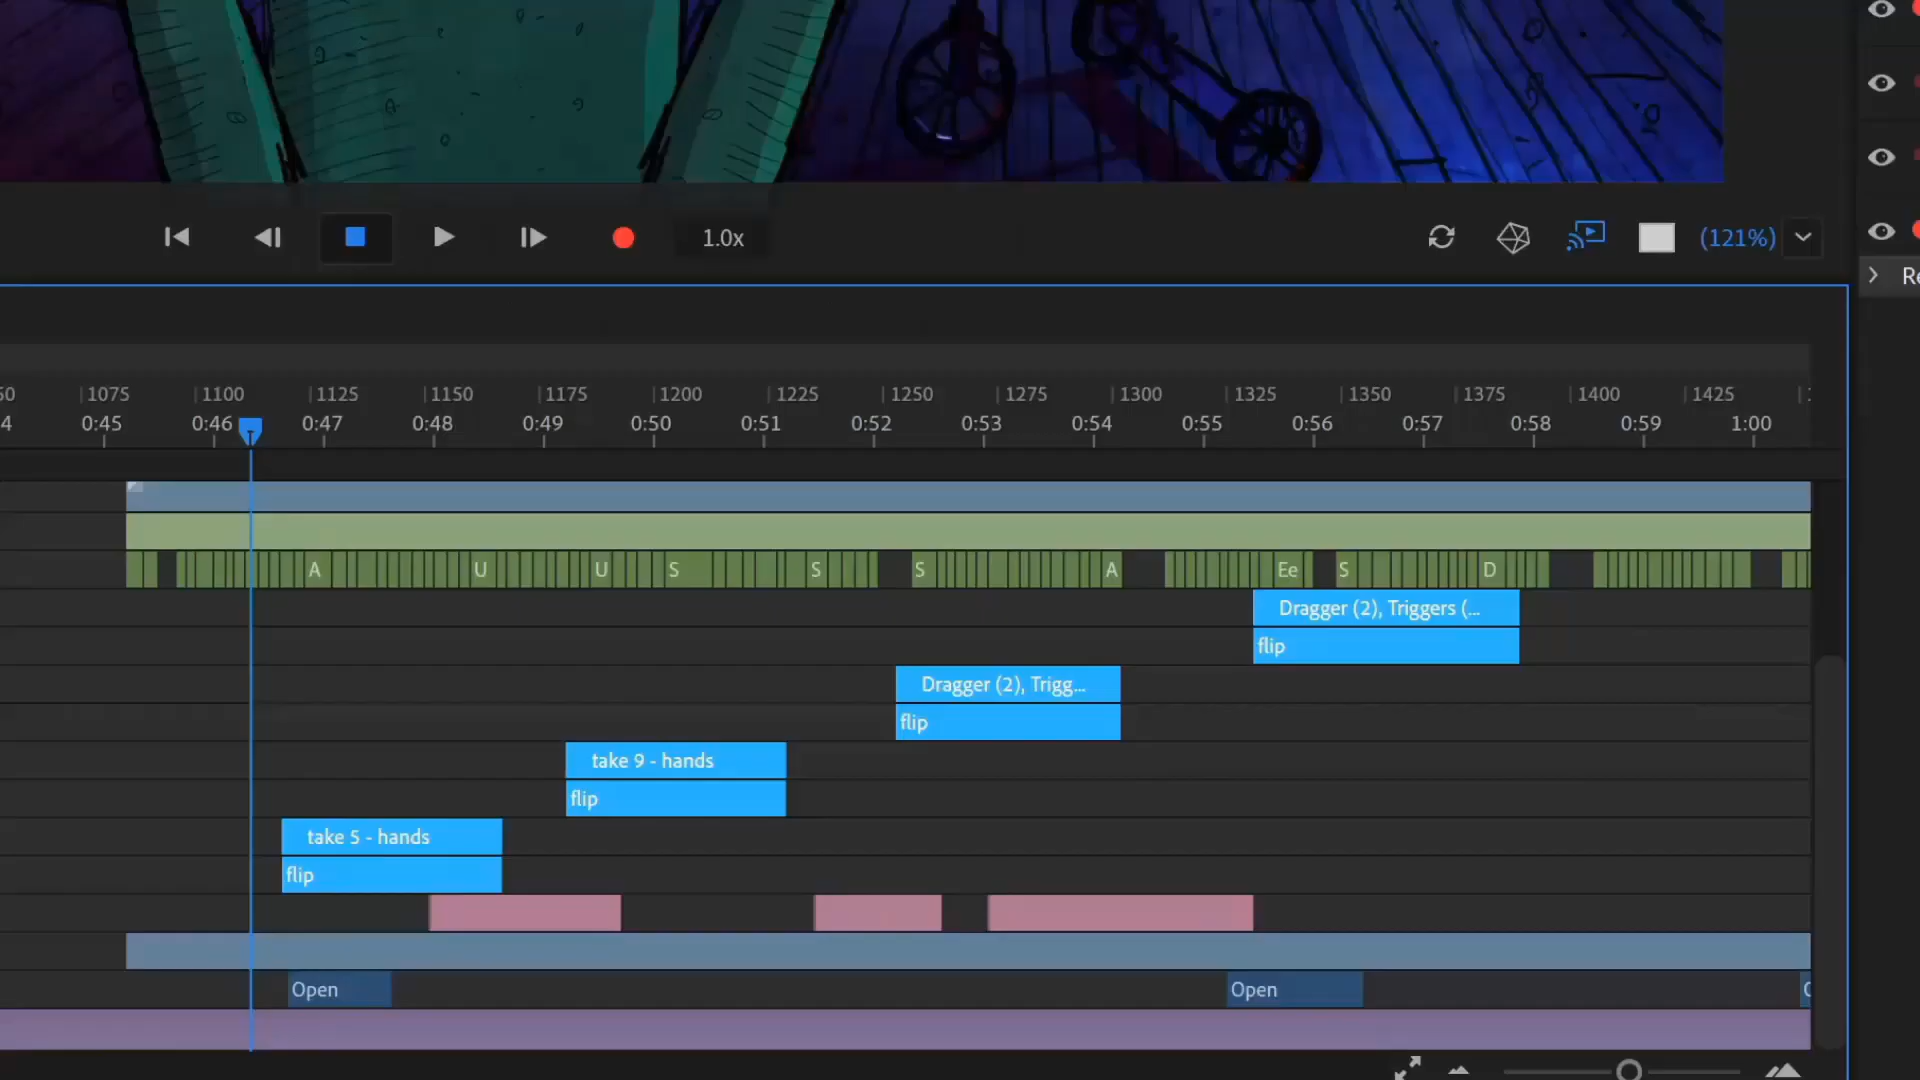 1.0x
(121%)
1075 1100 1125 1150 1175 1200 1225 1250 1275 1300 1325 1350 1375 1400 1425
0:45 0:46 0:47 0:48 0:49 0:50 0:51 0:52 0:53 0:54 0:55 0:56 0:57 0:58 0:59 1:00
A U U S S S A Ee S D
Dragger (2), Triggers (...
flip
Dragger (2), Trigg...
flip
take 9 - hands
flip
take 5 - hands
flip
Open Open